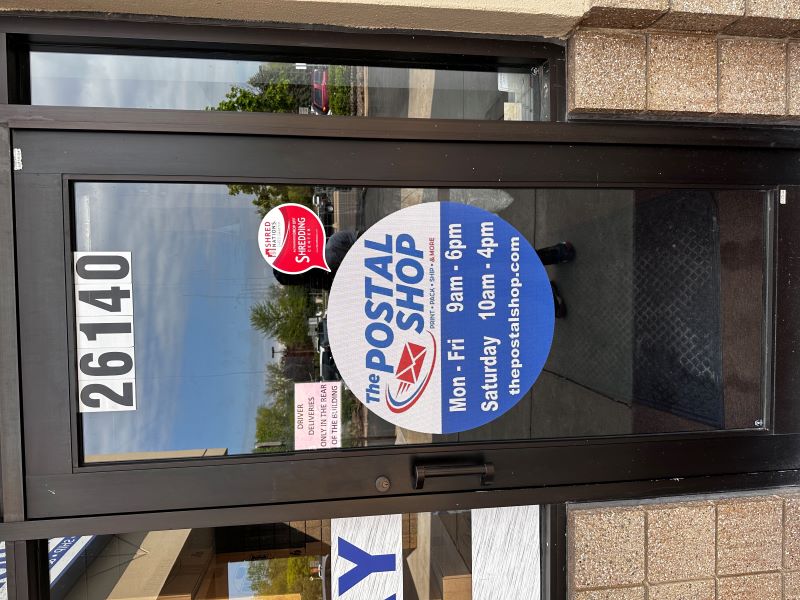 26140
SHRED
NATIONS
SHREDDING
CENTER
The
POSTAL
SHOP
PRINT • PACK • SHIP • & MORE
Mon - Fri 9am - 6pm
Saturday 10am - 4pm
thepostalshop.com
DRIVER
DELIVERIES
ONLY IN THE REAR
OF THE BUILDING
AY